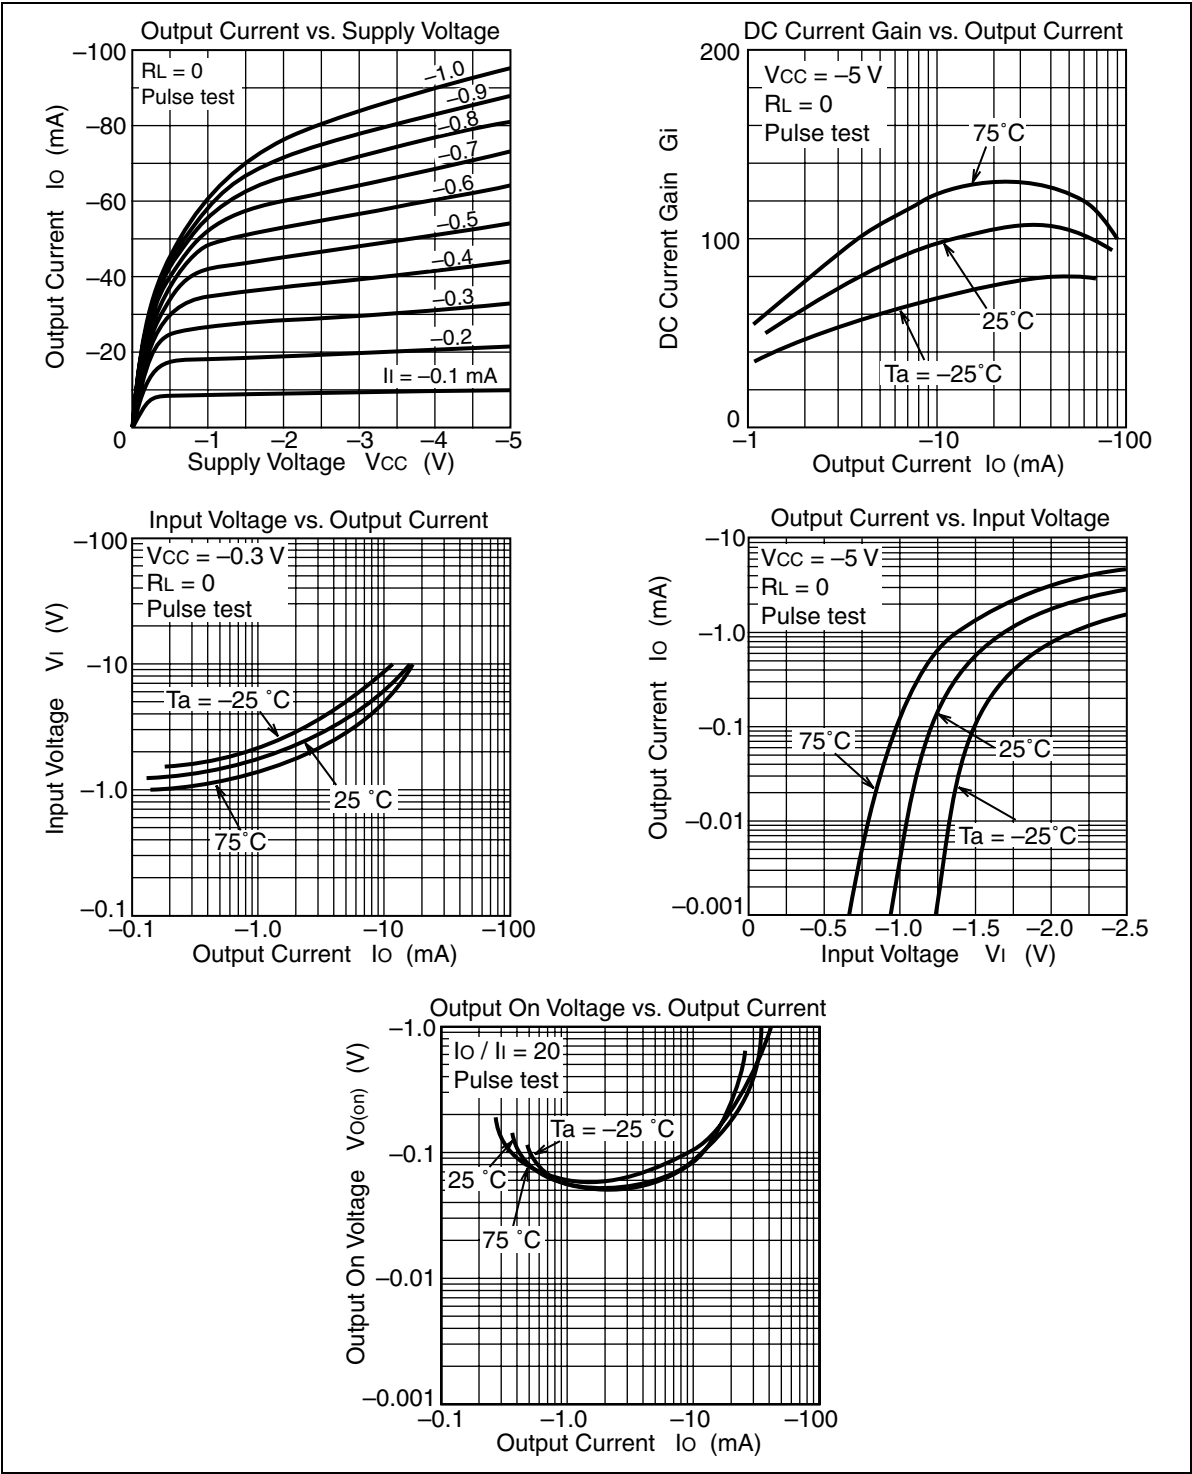 Output Current vs. Supply Voltage
–100
–80
–60
–40
–20
0
Output Current IO (mA)
RL = 0
Pulse test
–1.0
–0.9
–0.8
–0.7
–0.6
–0.5
–0.4
–0.3
–0.2
II = –0.1 mA
–1
–2
–3
–4
–5
Supply Voltage VCC (V)
DC Current Gain vs. Output Current
200
100
0
DC Current Gain Gi
VCC = –5 V
RL = 0
Pulse test
75˚C
25˚C
Ta = –25˚C
–1
–10
–100
Output Current IO (mA)
Input Voltage vs. Output Current
–100
–10
–1.0
–0.1
Input Voltage VI (V)
VCC = –0.3 V
RL = 0
Pulse test
Ta = –25 ˚C
25 ˚C
75˚C
–0.1
–1.0
–10
–100
Output Current IO (mA)
Output Current vs. Input Voltage
–10
–1.0
–0.1
–0.01
–0.001
Output Current IO (mA)
VCC = –5 V
RL = 0
Pulse test
75˚C
25˚C
Ta = –25˚C
0
–0.5
–1.0
–1.5
–2.0
–2.5
Input Voltage VI (V)
Output On Voltage vs. Output Current
–1.0
–0.1
–0.01
–0.001
Output On Voltage VO(on) (V)
IO / II = 20
Pulse test
Ta = –25 ˚C
25 ˚C
75 ˚C
–0.1
–1.0
–10
–100
Output Current IO (mA)